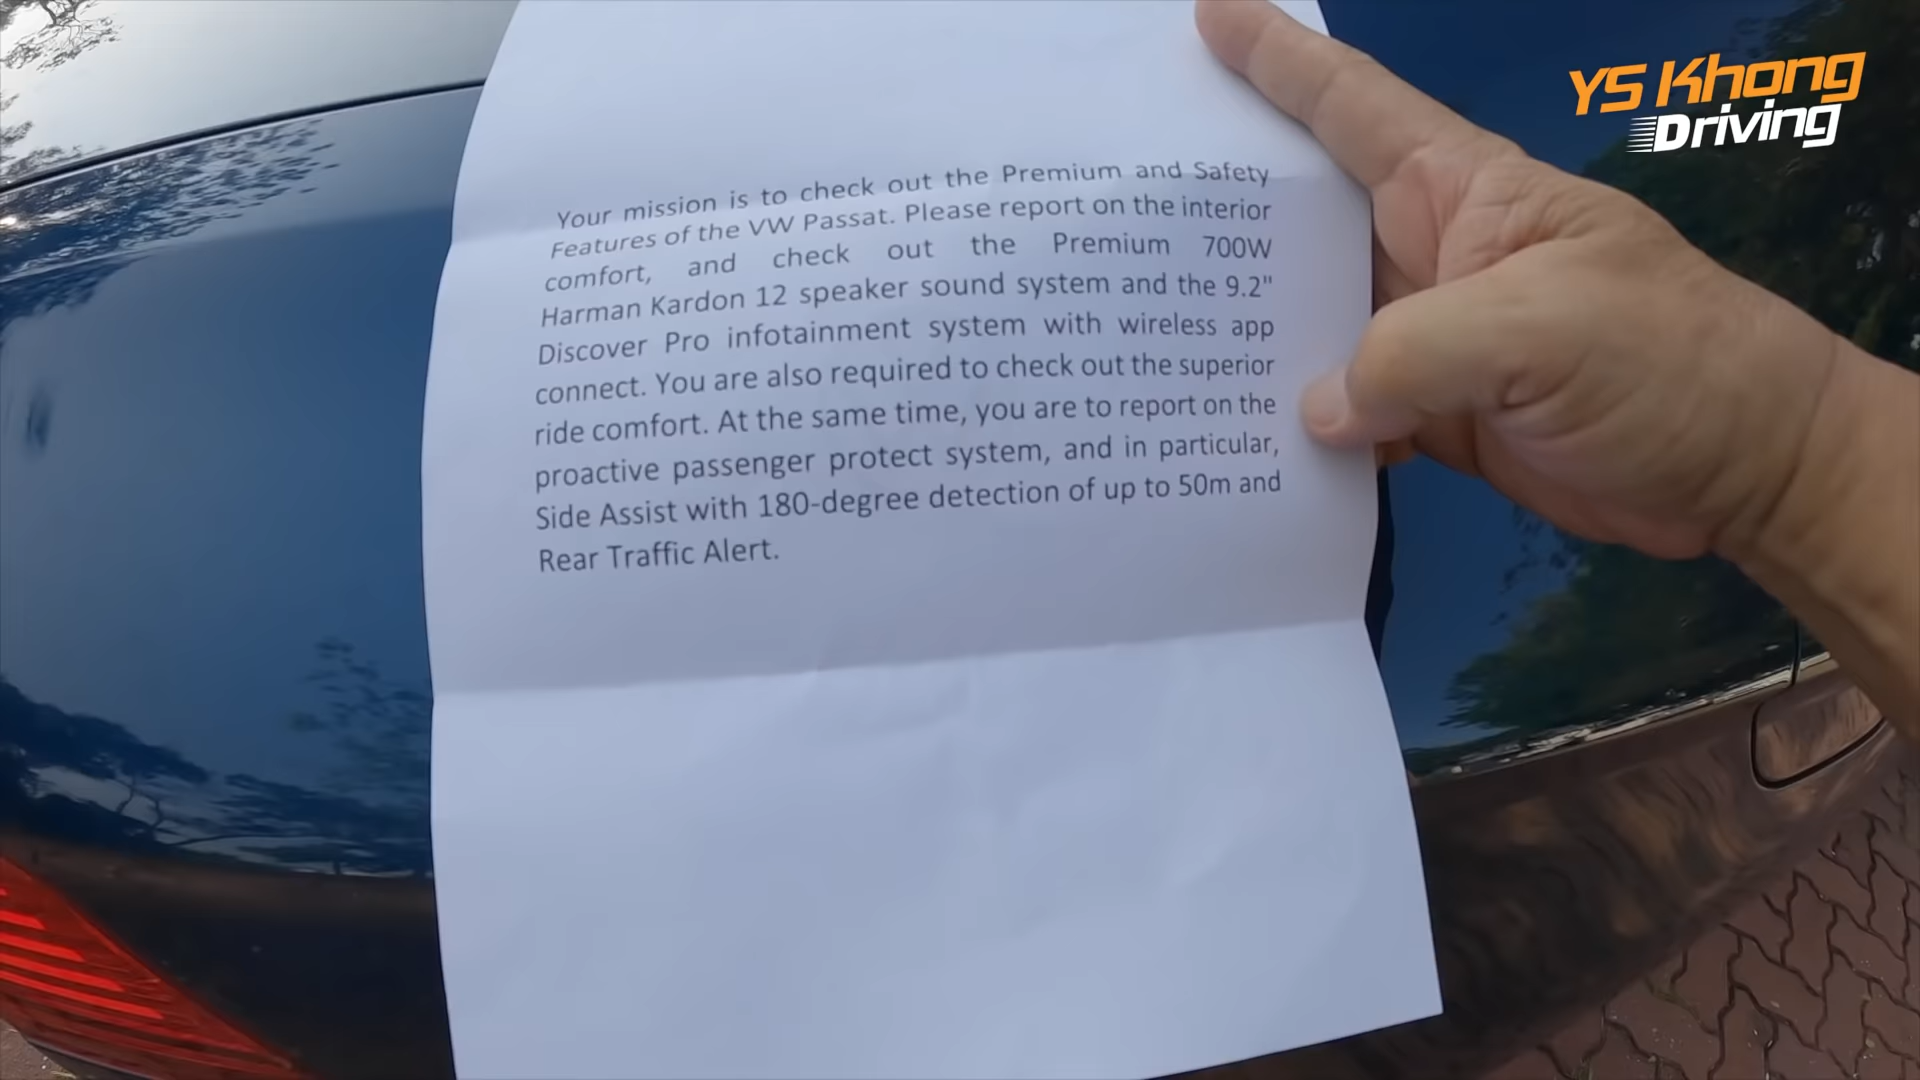 YS Khong
Driving
Your mission is to check out the Premium and Safety
Features of the VW Passat. Please report on the interior
comfort, and check out the Premium 700W
Harman Kardon 12 speaker sound system and the 9.2"
Discover Pro infotainment system with wireless app
connect. You are also required to check out the superior
ride comfort. At the same time, you are to report on the
proactive passenger protect system, and in particular,
Side Assist with 180-degree detection of up to 50m and
Rear Traffic Alert.